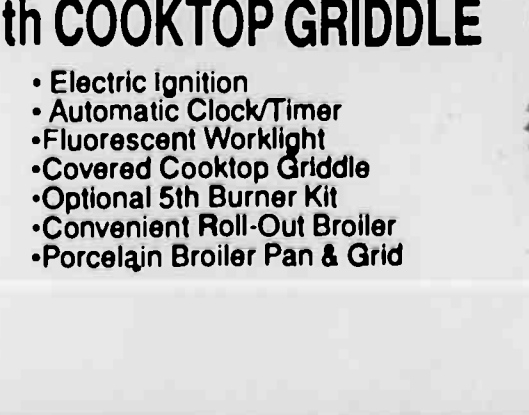 th COOKTOP GRIDDLE
• Electric Ignition
• Automatic Clock/Timer
•Fluorescent Worklight
•Covered Cooktop Griddle
•Optional 5th Burner Kit
•Convenient Roll-Out Broiler
•Porcelain Broiler Pan & Grid